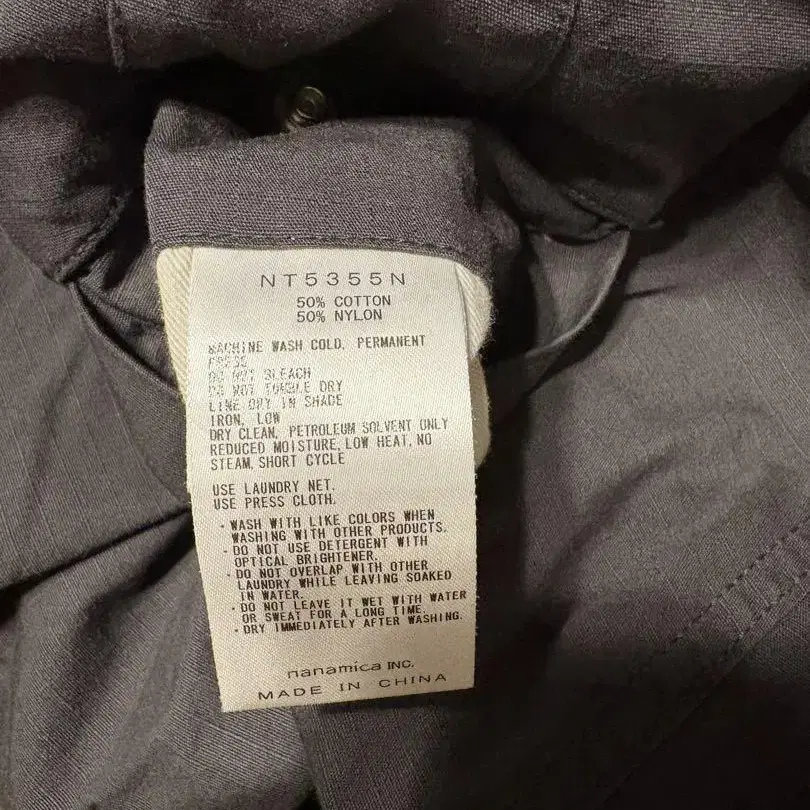 NT5355N
50% COTTON
50% NYLON
MACHINE WASH COLD, PERMANENT
PRESS
DO NOT BLEACH
DO NOT TUMBLE DRY
LINE DRY IN SHADE
IRON, LOW
DRY CLEAN, PETROLEUM SOLVENT ONLY
REDUCED MOISTURE, LOW HEAT, NO
STEAM, SHORT CYCLE
USE LAUNDRY NET.
USE PRESS CLOTH.
・WASH WITH LIKE COLORS WHEN
WASHING WITH OTHER PRODUCTS.
・DO NOT USE DETERGENT WITH
OPTICAL BRIGHTENER.
・DO NOT OVERLAP WITH OTHER
LAUNDRY WHILE LEAVING SOAKED
IN WATER.
・DO NOT LEAVE IT WET WITH WATER
OR SWEAT FOR A LONG TIME.
・DRY IMMEDIATELY AFTER WASHING.
nanamica INC.
MADE IN CHINA